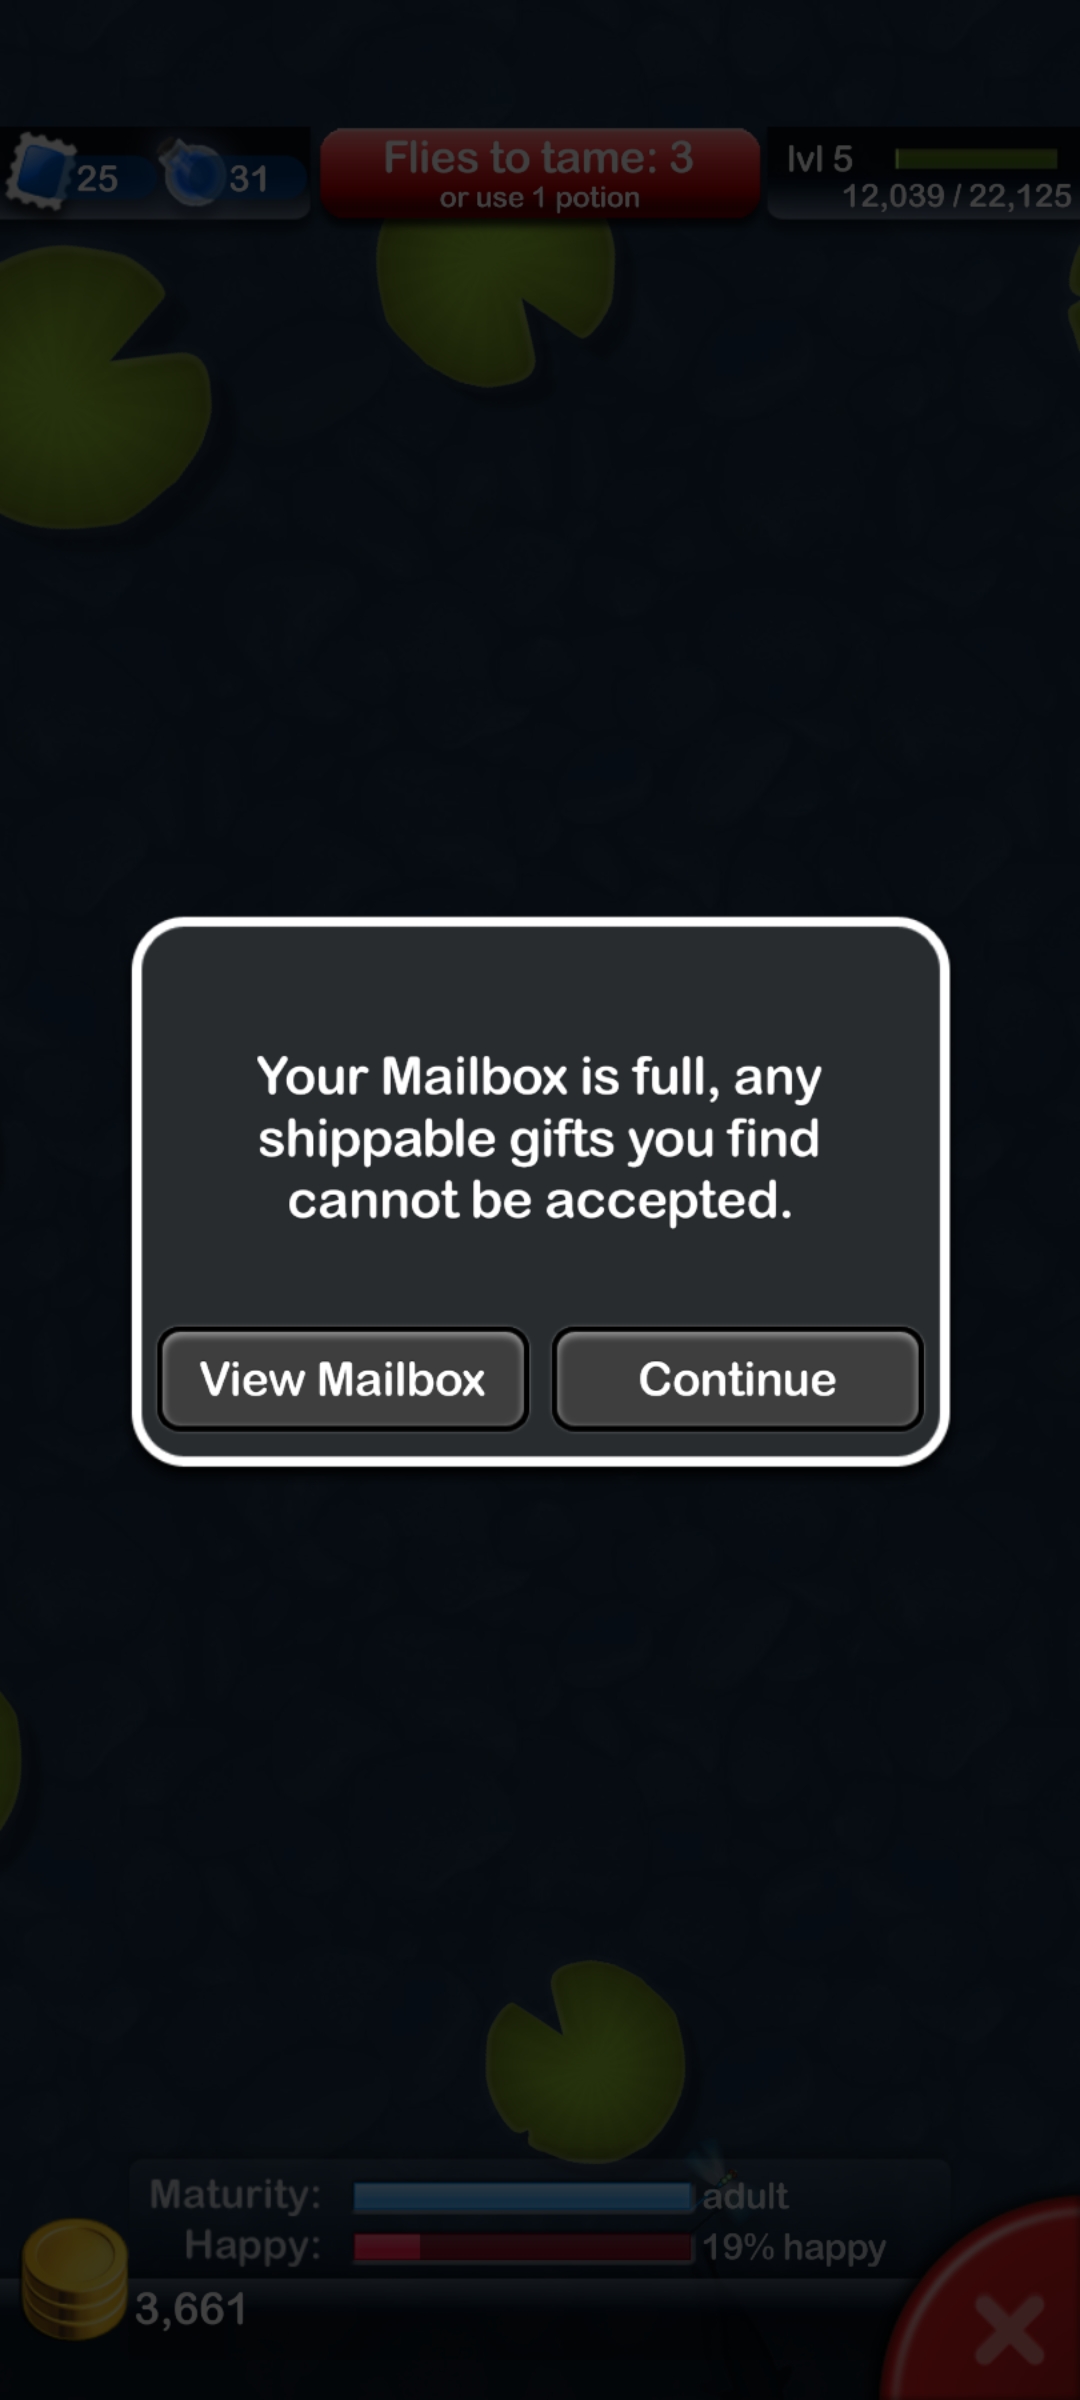 25
31
Flies to tame: 3
or use 1 potion
lvl 5
12,039 / 22,125
Your Mailbox is full, any
shippable gifts you find
cannot be accepted.
View Mailbox
Continue
Maturity:
adult
Happy:
19% happy
3,661